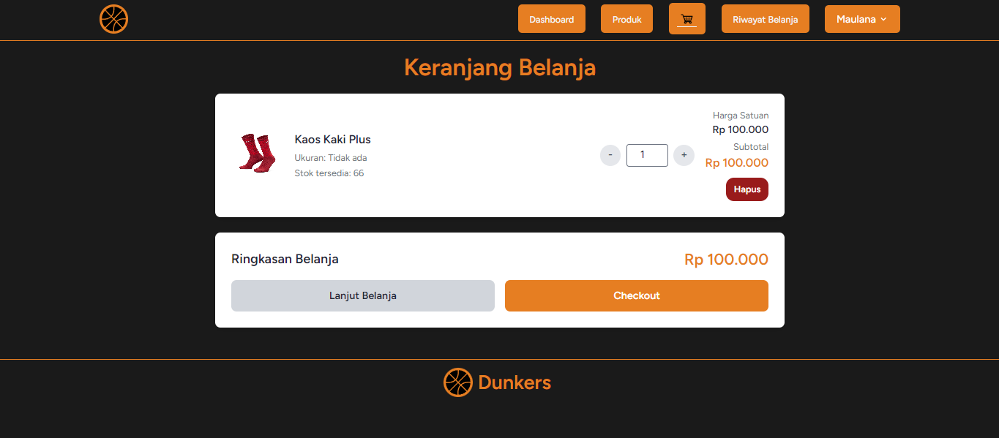 Dashboard
Produk
Riwayat Belanja
Maulana
Keranjang Belanja
Kaos Kaki Plus
Ukuran: Tidak ada
Stok tersedia: 66
-
1
+
Harga Satuan
Rp 100.000
Subtotal
Rp 100.000
Hapus
Ringkasan Belanja
Rp 100.000
Lanjut Belanja
Checkout
Dunkers